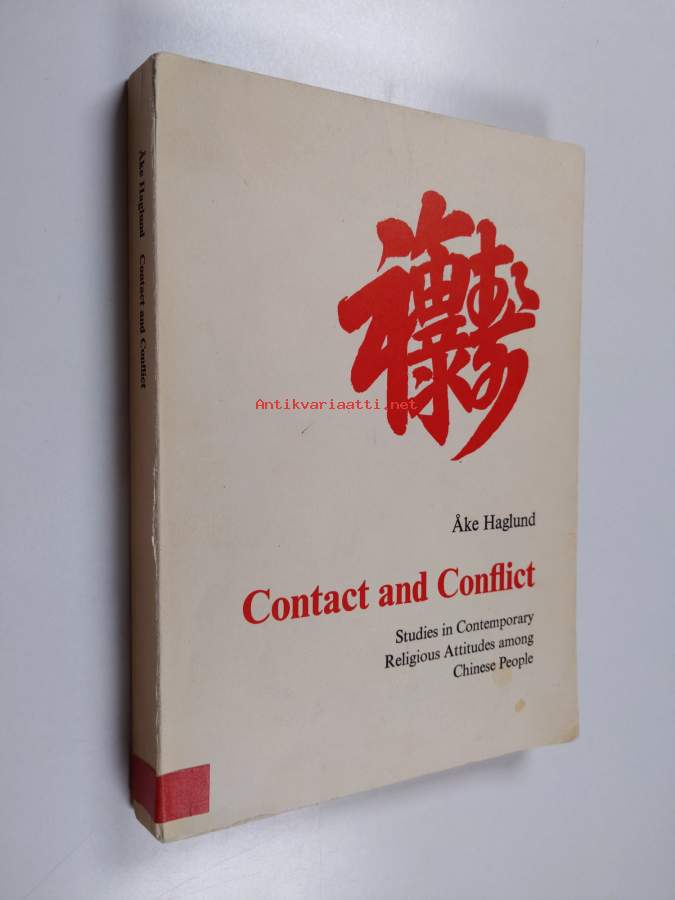 Åke Haglund Contact and Conflict
Antikvariaatti.net
Åke Haglund
Contact and Conflict
Studies in Contemporary
Religious Attitudes among
Chinese People